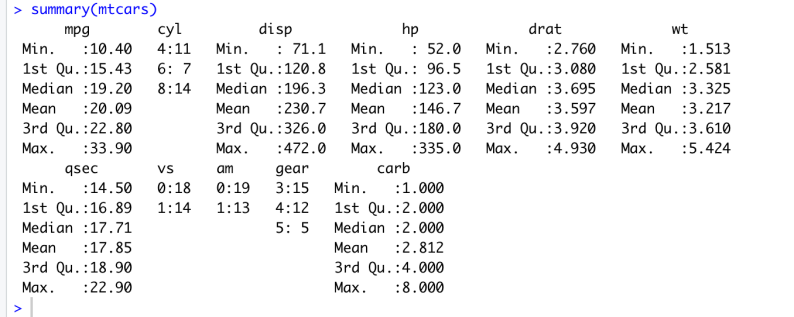 > summary(mtcars)
mpg cyl disp hp drat wt
Min. :10.40 4:11 Min. : 71.1 Min. : 52.0 Min. :2.760 Min. :1.513
1st Qu.:15.43 6: 7 1st Qu.:120.8 1st Qu.: 96.5 1st Qu.:3.080 1st Qu.:2.581
Median :19.20 8:14 Median :196.3 Median :123.0 Median :3.695 Median :3.325
Mean :20.09 Mean :230.7 Mean :146.7 Mean :3.597 Mean :3.217
3rd Qu.:22.80 3rd Qu.:326.0 3rd Qu.:180.0 3rd Qu.:3.920 3rd Qu.:3.610
Max. :33.90 Max. :472.0 Max. :335.0 Max. :4.930 Max. :5.424
qsec vs am gear carb
Min. :14.50 0:18 0:19 3:15 Min. :1.000
1st Qu.:16.89 1:14 1:13 4:12 1st Qu.:2.000
Median :17.71 5: 5 Median :2.000
Mean :17.85 Mean :2.812
3rd Qu.:18.90 3rd Qu.:4.000
Max. :22.90 Max. :8.000
>